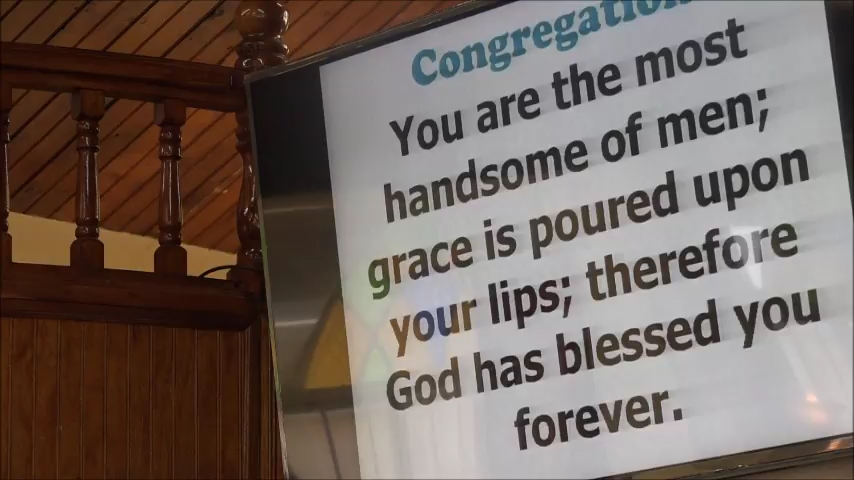 Congregation
You are the most
handsome of men;
grace is poured upon
your lips; therefore
God has blessed you
forever.